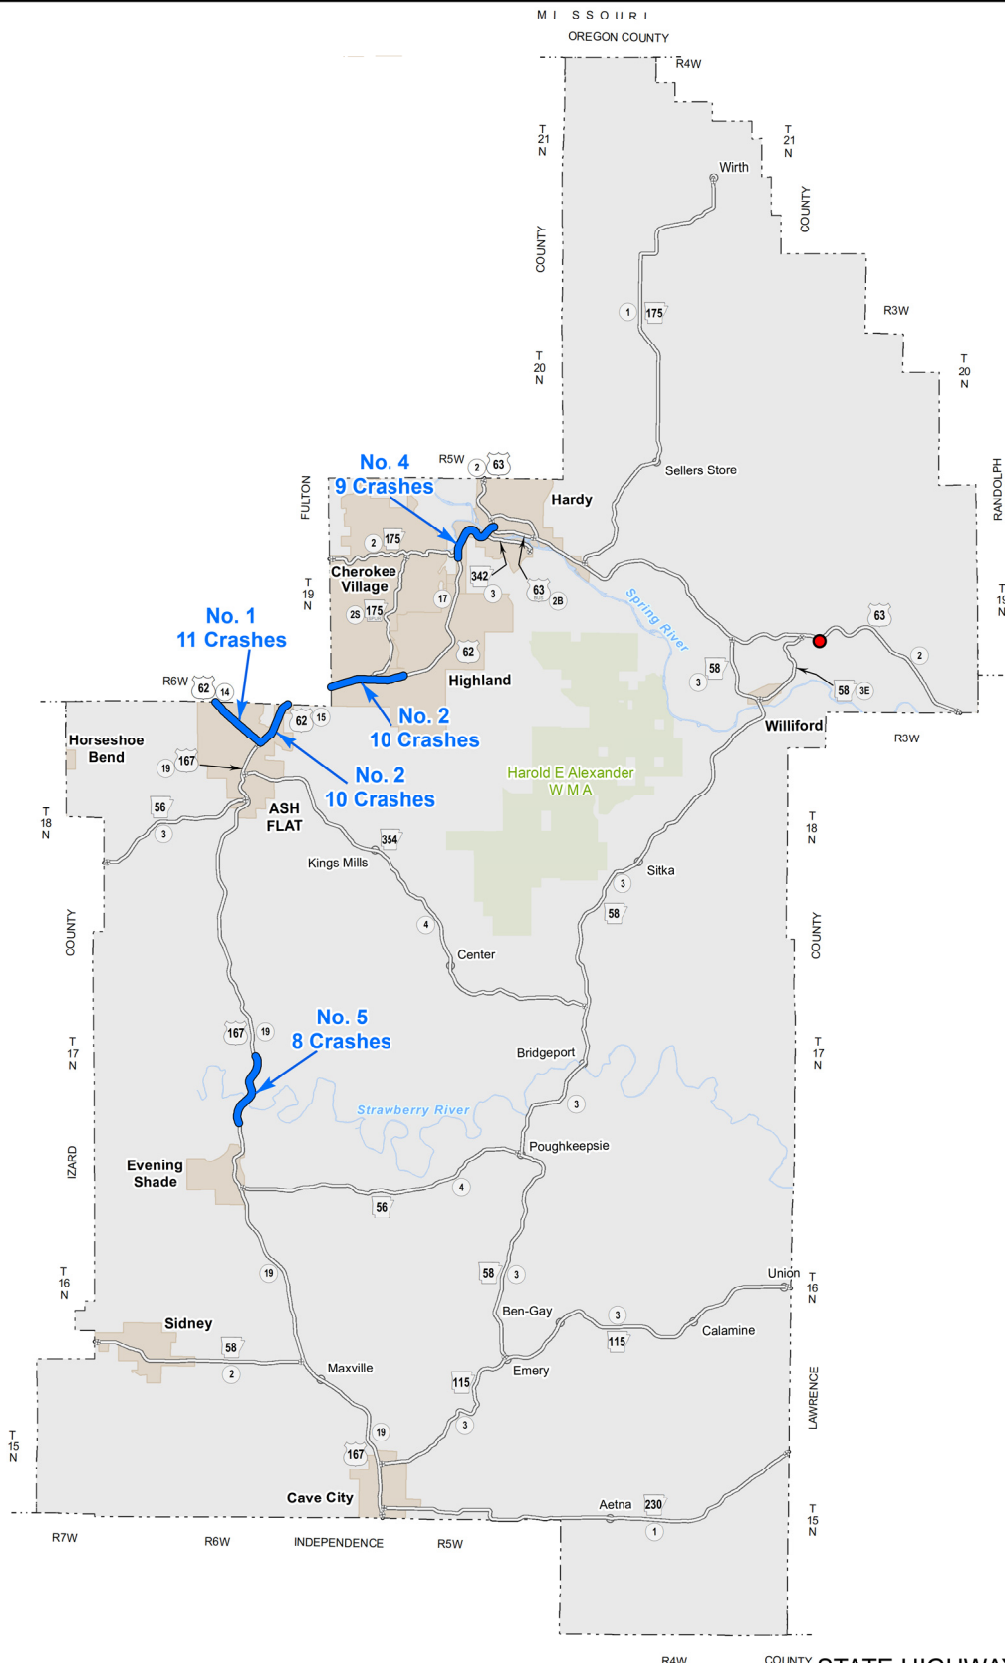 MISSOURI
OREGON COUNTY
R4W
T
21
N
T
21
N
Wirth
COUNTY
COUNTY
1
175
R3W
T
20
N
T
20
N
No. 4
9 Crashes
R5W
2
63
Sellers Store
FULTON
RANDOLPH
Hardy
2
175
342
3
63
BUS
2B
Cherokee
Village
T
19
N
T
19
N
17
2S
175
Spring River
No. 1
11 Crashes
62
63
2
58
3
R6W
62
14
Highland
58
3E
62
15
No. 2
10 Crashes
Williford
R3W
Horseshoe
Bend
19
167
No. 2
10 Crashes
Harold E Alexander
W M A
56
3
T
18
N
ASH
FLAT
T
18
N
354
Kings Mills
Sitka
3
58
4
COUNTY
COUNTY
Center
No. 5
8 Crashes
167
19
T
17
N
T
17
N
Bridgeport
3
Strawberry River
Poughkeepsie
IZARD
Evening
Shade
4
56
19
58
3
Union
T
16
N
T
16
N
Ben-Gay
3
115
Calamine
Sidney
58
2
Maxville
Emery
115
3
LAWRENCE
19
167
T
15
N
Cave City
Aetna
230
1
T
15
N
R7W
R6W
INDEPENDENCE
R5W
R4W
COUNTY
STATE HIGHWAY